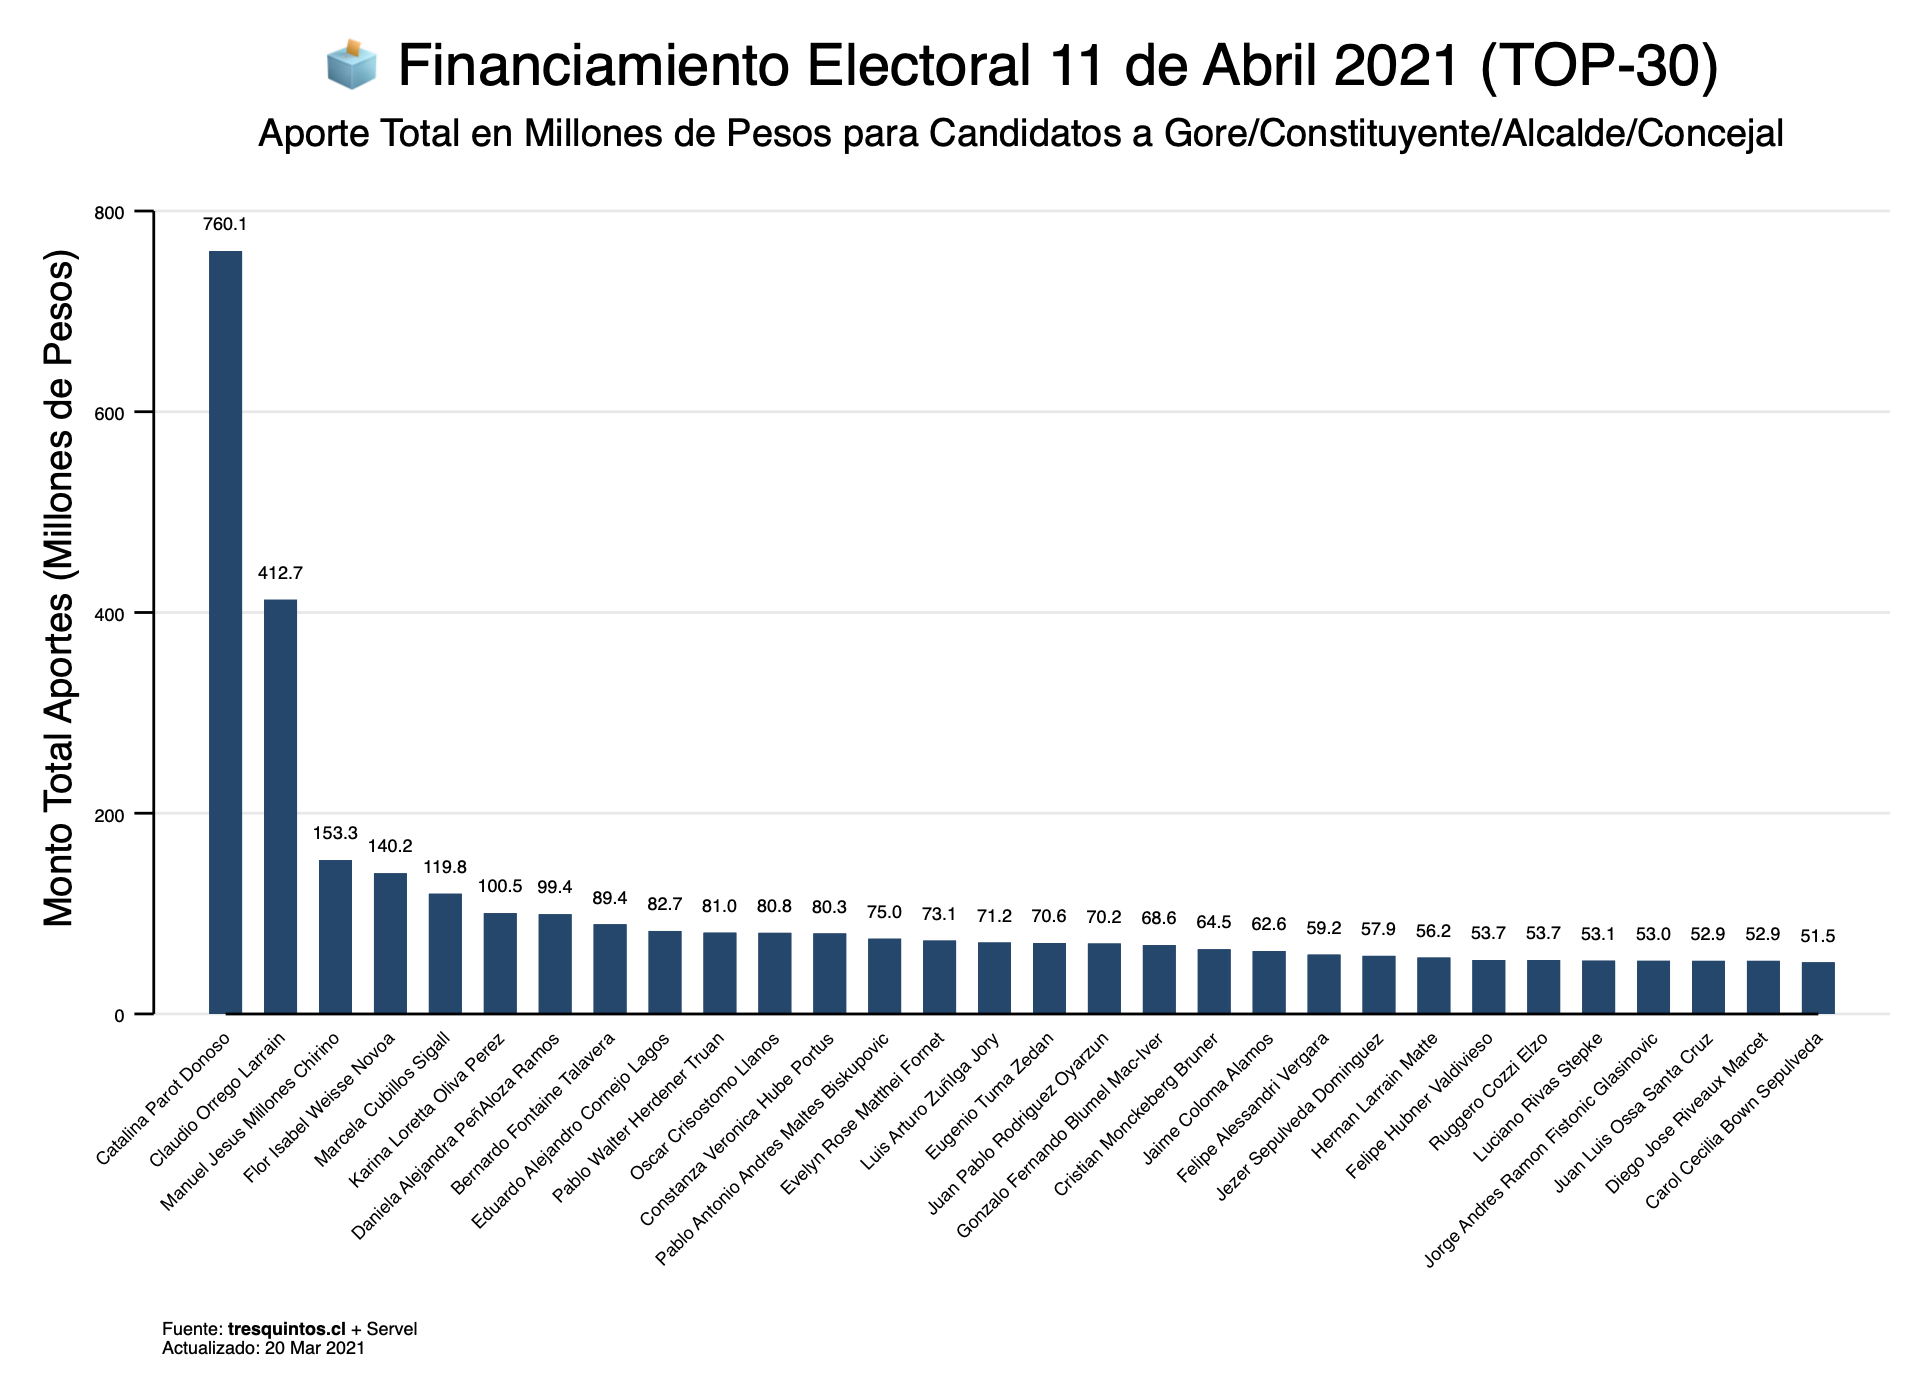 Financiamiento Electoral 11 de Abril 2021 (TOP-30)
Aporte Total en Millones de Pesos para Candidatos a Gore/Constituyente/Alcalde/Concejal
Monto Total Aportes (Millones de Pesos)
800
600
400
200
0
760.1
412.7
153.3
140.2
119.8
100.5
99.4
89.4
82.7
81.0
80.8
80.3
75.0
73.1
71.2
70.6
70.2
68.6
64.5
62.6
59.2
57.9
56.2
53.7
53.7
53.1
53.0
52.9
52.9
51.5
Catalina Parot Donoso
Claudio Orrego Larrain
Manuel Jesus Millones Chirino
Flor Isabel Weisse Novoa
Marcela Cubillos Sigall
Karina Loretta Oliva Perez
Daniela Alejandra PeñAloza Ramos
Bernardo Fontaine Talavera
Eduardo Alejandro Cornejo Lagos
Pablo Walter Herdener Truan
Oscar Crisostomo Llanos
Constanza Veronica Hube Portus
Pablo Antonio Andres Maltes Biskupovic
Evelyn Rose Matthei Fornet
Luis Arturo ZuñIga Jory
Eugenio Tuma Zedan
Juan Pablo Rodriguez Oyarzun
Gonzalo Fernando Blumel Mac-Iver
Cristian Monckeberg Bruner
Jaime Coloma Alamos
Felipe Alessandri Vergara
Jezer Sepulveda Dominguez
Hernan Larrain Matte
Felipe Hubner Valdivieso
Ruggero Cozzi Elzo
Luciano Rivas Stepke
Jorge Andres Ramon Fistonic Glasinovic
Juan Luis Ossa Santa Cruz
Diego Jose Riveaux Marcet
Carol Cecilia Bown Sepulveda
Fuente: tresquintos.cl + Servel
Actualizado: 20 Mar 2021